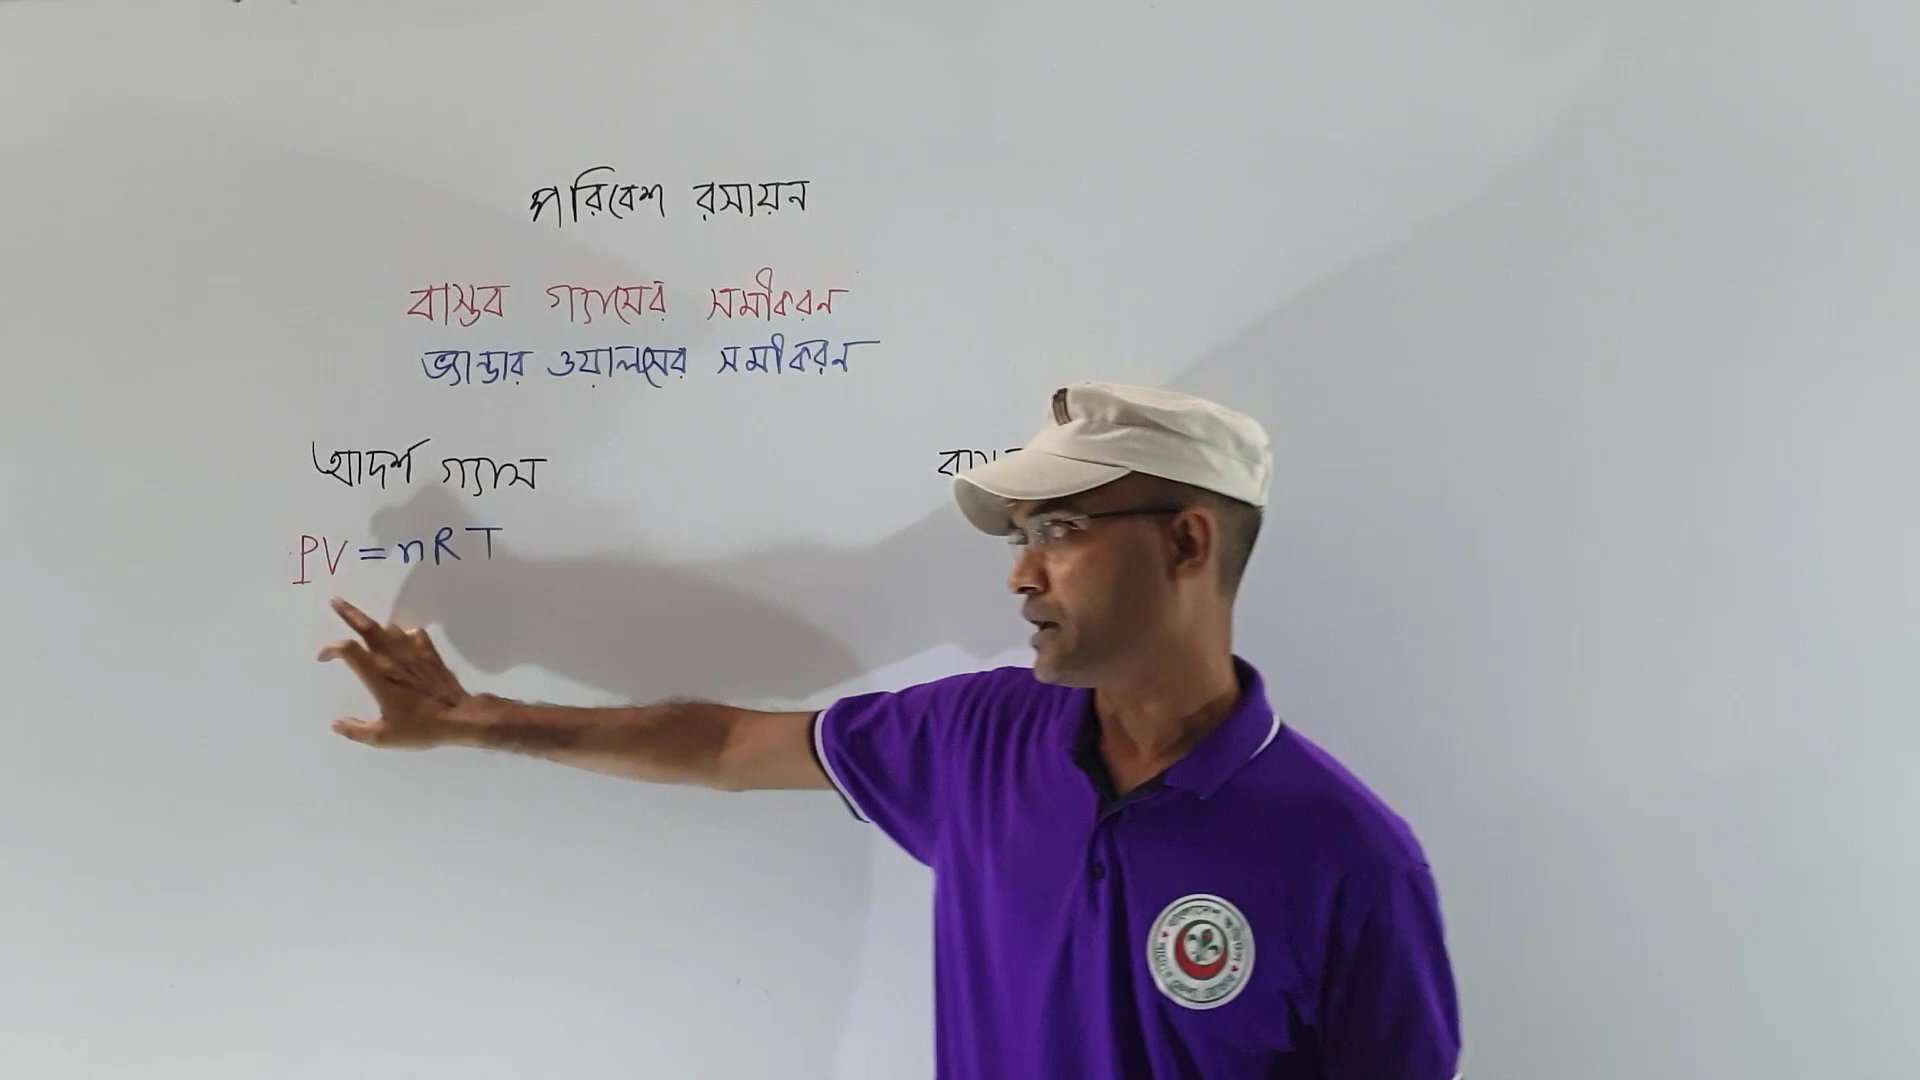 পরিবেশ রসায়ন
বাস্তব গ্যাসের সমীকরন
ভ্যান্ডার ওয়ালসের সমীকরন
আদর্শ গ্যাস
PV = nRT